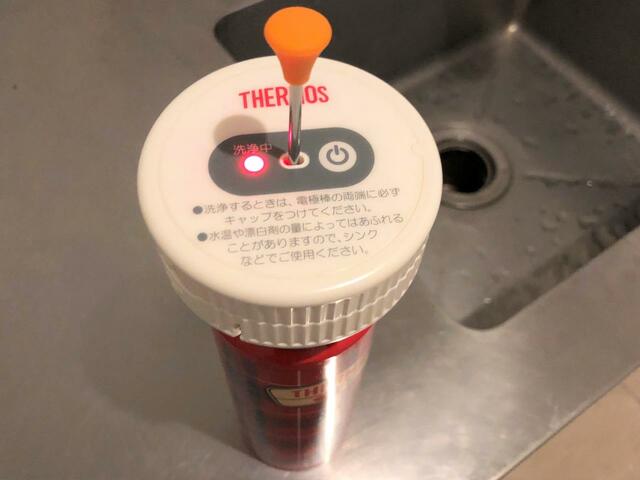 THERMOS
洗浄中
●洗浄するときは、電極棒の両端に必ず
キャップをつけてください。
●水温や漂白剤の量によってはあふれる
ことがありますので、シンク
などでご使用ください。
THE